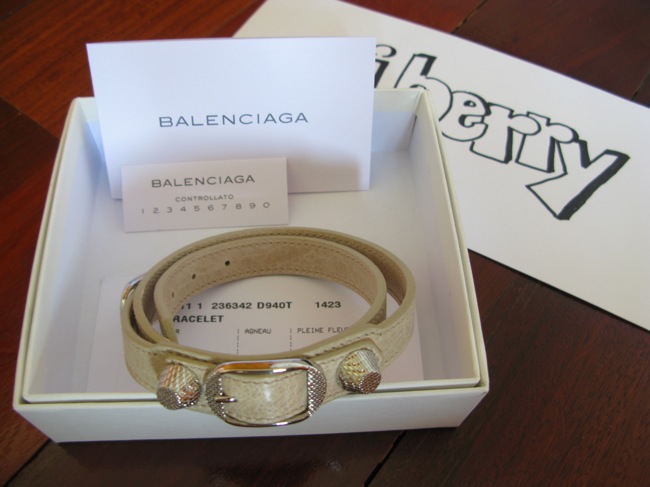 BALENCIAGA
BALENCIAGA
CONTROLLATO
1 2 3 4 5 6 7 8 9 0
iberry
1 1 236342 D940T 1423
RACELET
AGNEAU PLEINE FLEU